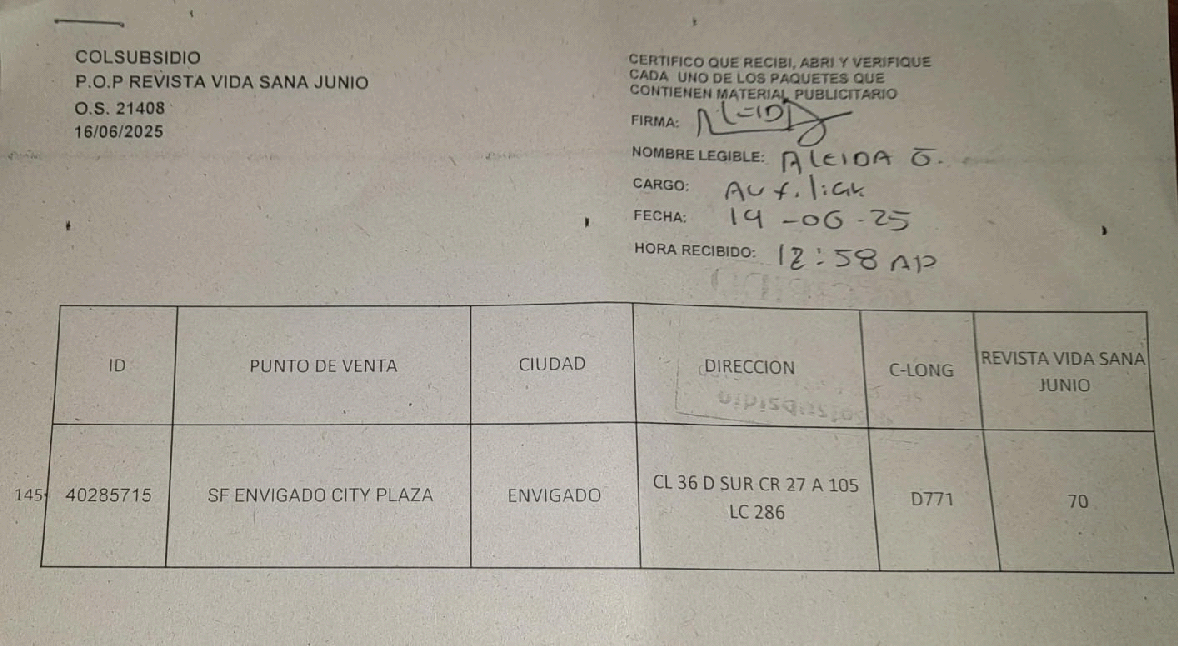 COLSUBSIDIO
P.O.P REVISTA VIDA SANA JUNIO
O.S. 21408
16/06/2025
CERTIFICO QUE RECIBI, ABRI Y VERIFIQUE
CADA UNO DE LOS PAQUETES QUE
CONTIENEN MATERIAL PUBLICITARIO
FIRMA:
NOMBRE LEGIBLE: ALEIDA O.
CARGO: Aux.
FECHA: 19-06-25
HORA RECIBIDO: 12:58
ID PUNTO DE VENTA CIUDAD DIRECCION C-LONG REVISTA VIDA SANA
JUNIO
145 40285715 SF ENVIGADO CITY PLAZA ENVIGADO CL 36 D SUR CR 27 A 105 D771 70
LC 286